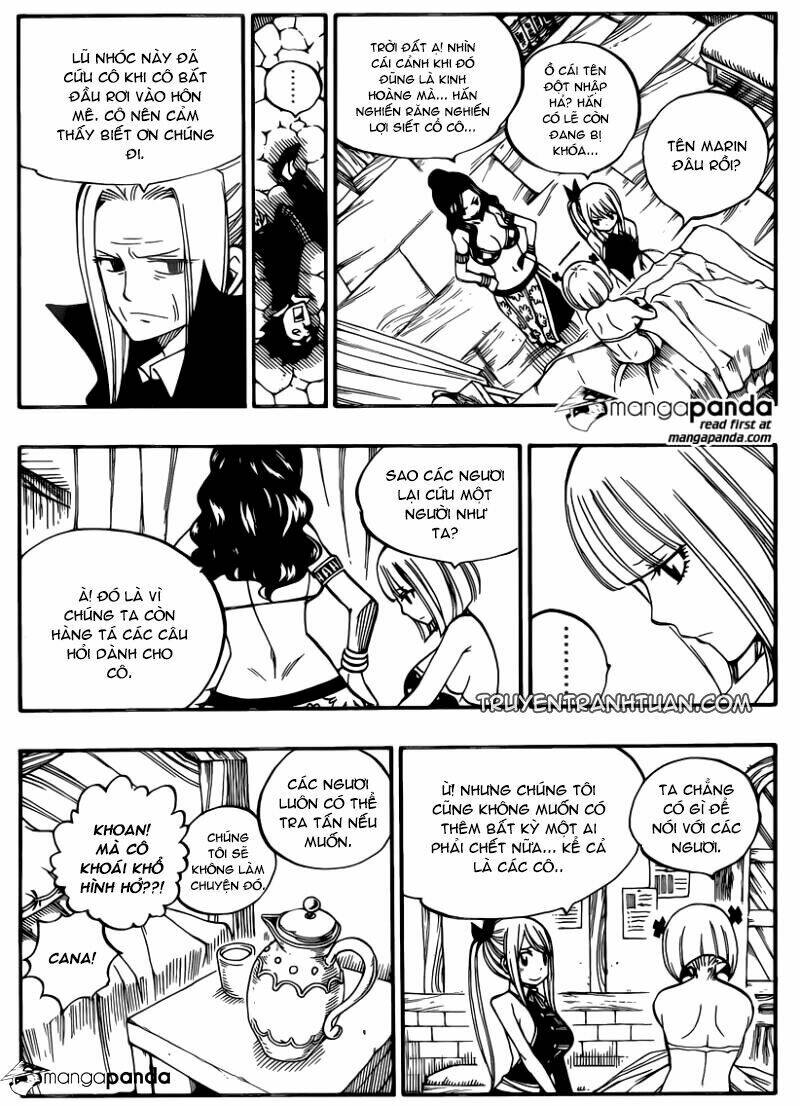 LŨ NHÓC NÀY ĐÃ
CỨU CÔ KHI CÔ BẤT
ĐẦU RƠI VÀO HÔN
MÊ. CÔ NÊN CẢM
THẤY BIẾT ƠN CHÚNG
ĐI.
......
TRỜI ĐẤT Ạ! NHÌN
CÁI CẢNH KHI ĐÓ
ĐÚNG LÀ KINH
HOÀNG MÀ... HẮN
NGHIẾN RĂNG NGHIẾN
LỢI SIẾT CỔ CÔ...
Ồ CÁI TÊN
ĐỘT NHẬP
HẢ? HẮN
CÓ LẼ CÒN
ĐANG BỊ
KHÓA...
TÊN MARIN
ĐÂU RỒI?
mangapanda
read first at
mangapanda.com
À! ĐÓ LÀ VÌ
CHÚNG TA CÒN
HÀNG TÁ CÁC CÂU
HỎI DÀNH CHO
CÔ.
SAO CÁC NGƯƠI
LẠI CỨU MỘT
NGƯỜI NHƯ
TA?
......
TRUYENTRANHTUAN.COM
KHOAN!
MÀ CÔ
KHOÁI KHỔ
HÌNH HỞ??!
CANA!
CHÚNG TÔI SẼ
KHÔNG LÀM
CHUYỆN ĐÓ.
CÁC NGƯƠI
LUÔN CÓ THỂ
TRA TẤN NẾU
MUỐN.
Ừ! NHƯNG CHÚNG TÔI
CŨNG KHÔNG MUỐN CÓ
THÊM BẤT KỲ MỘT AI
PHẢI CHẾT NỮA... KỂ CẢ
LÀ CÁC CÔ..
TA CHẲNG
CÓ GÌ ĐỂ
NÓI VỚI CÁC
NGƯƠI.
mangapanda